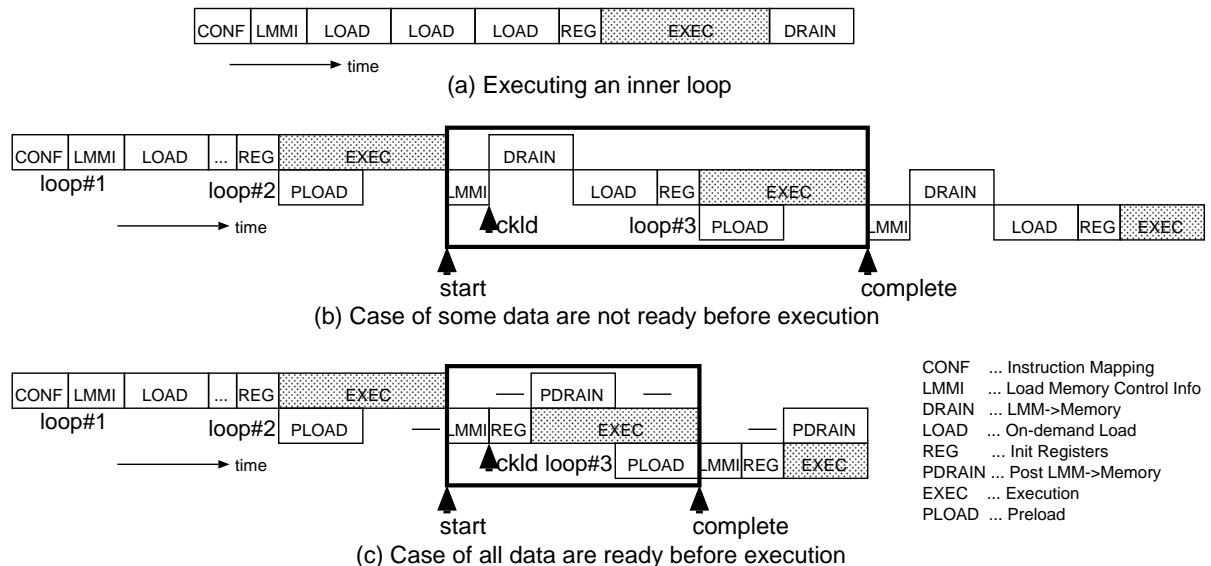 CONF LMMI LOAD LOAD LOAD REG EXEC DRAIN
time
(a) Executing an inner loop
CONF LMMI LOAD ... REG EXEC DRAIN
loop#1 loop#2 PLOAD LMMI LOAD REG EXEC DRAIN
time
ckld loop#3 PLOAD LMMI LOAD REG EXEC
start complete
(b) Case of some data are not ready before execution
CONF LMMI LOAD ... REG EXEC PDRAIN
loop#1 loop#2 PLOAD LMMI REG EXEC PDRAIN
time
ckld loop#3 PLOAD LMMI REG EXEC
start complete
(c) Case of all data are ready before execution
CONF ... Instruction Mapping
LMMI ... Load Memory Control Info
DRAIN ... LMM->Memory
LOAD ... On-demand Load
REG ... Init Registers
PDRAIN ... Post LMM->Memory
EXEC ... Execution
PLOAD ... Preload